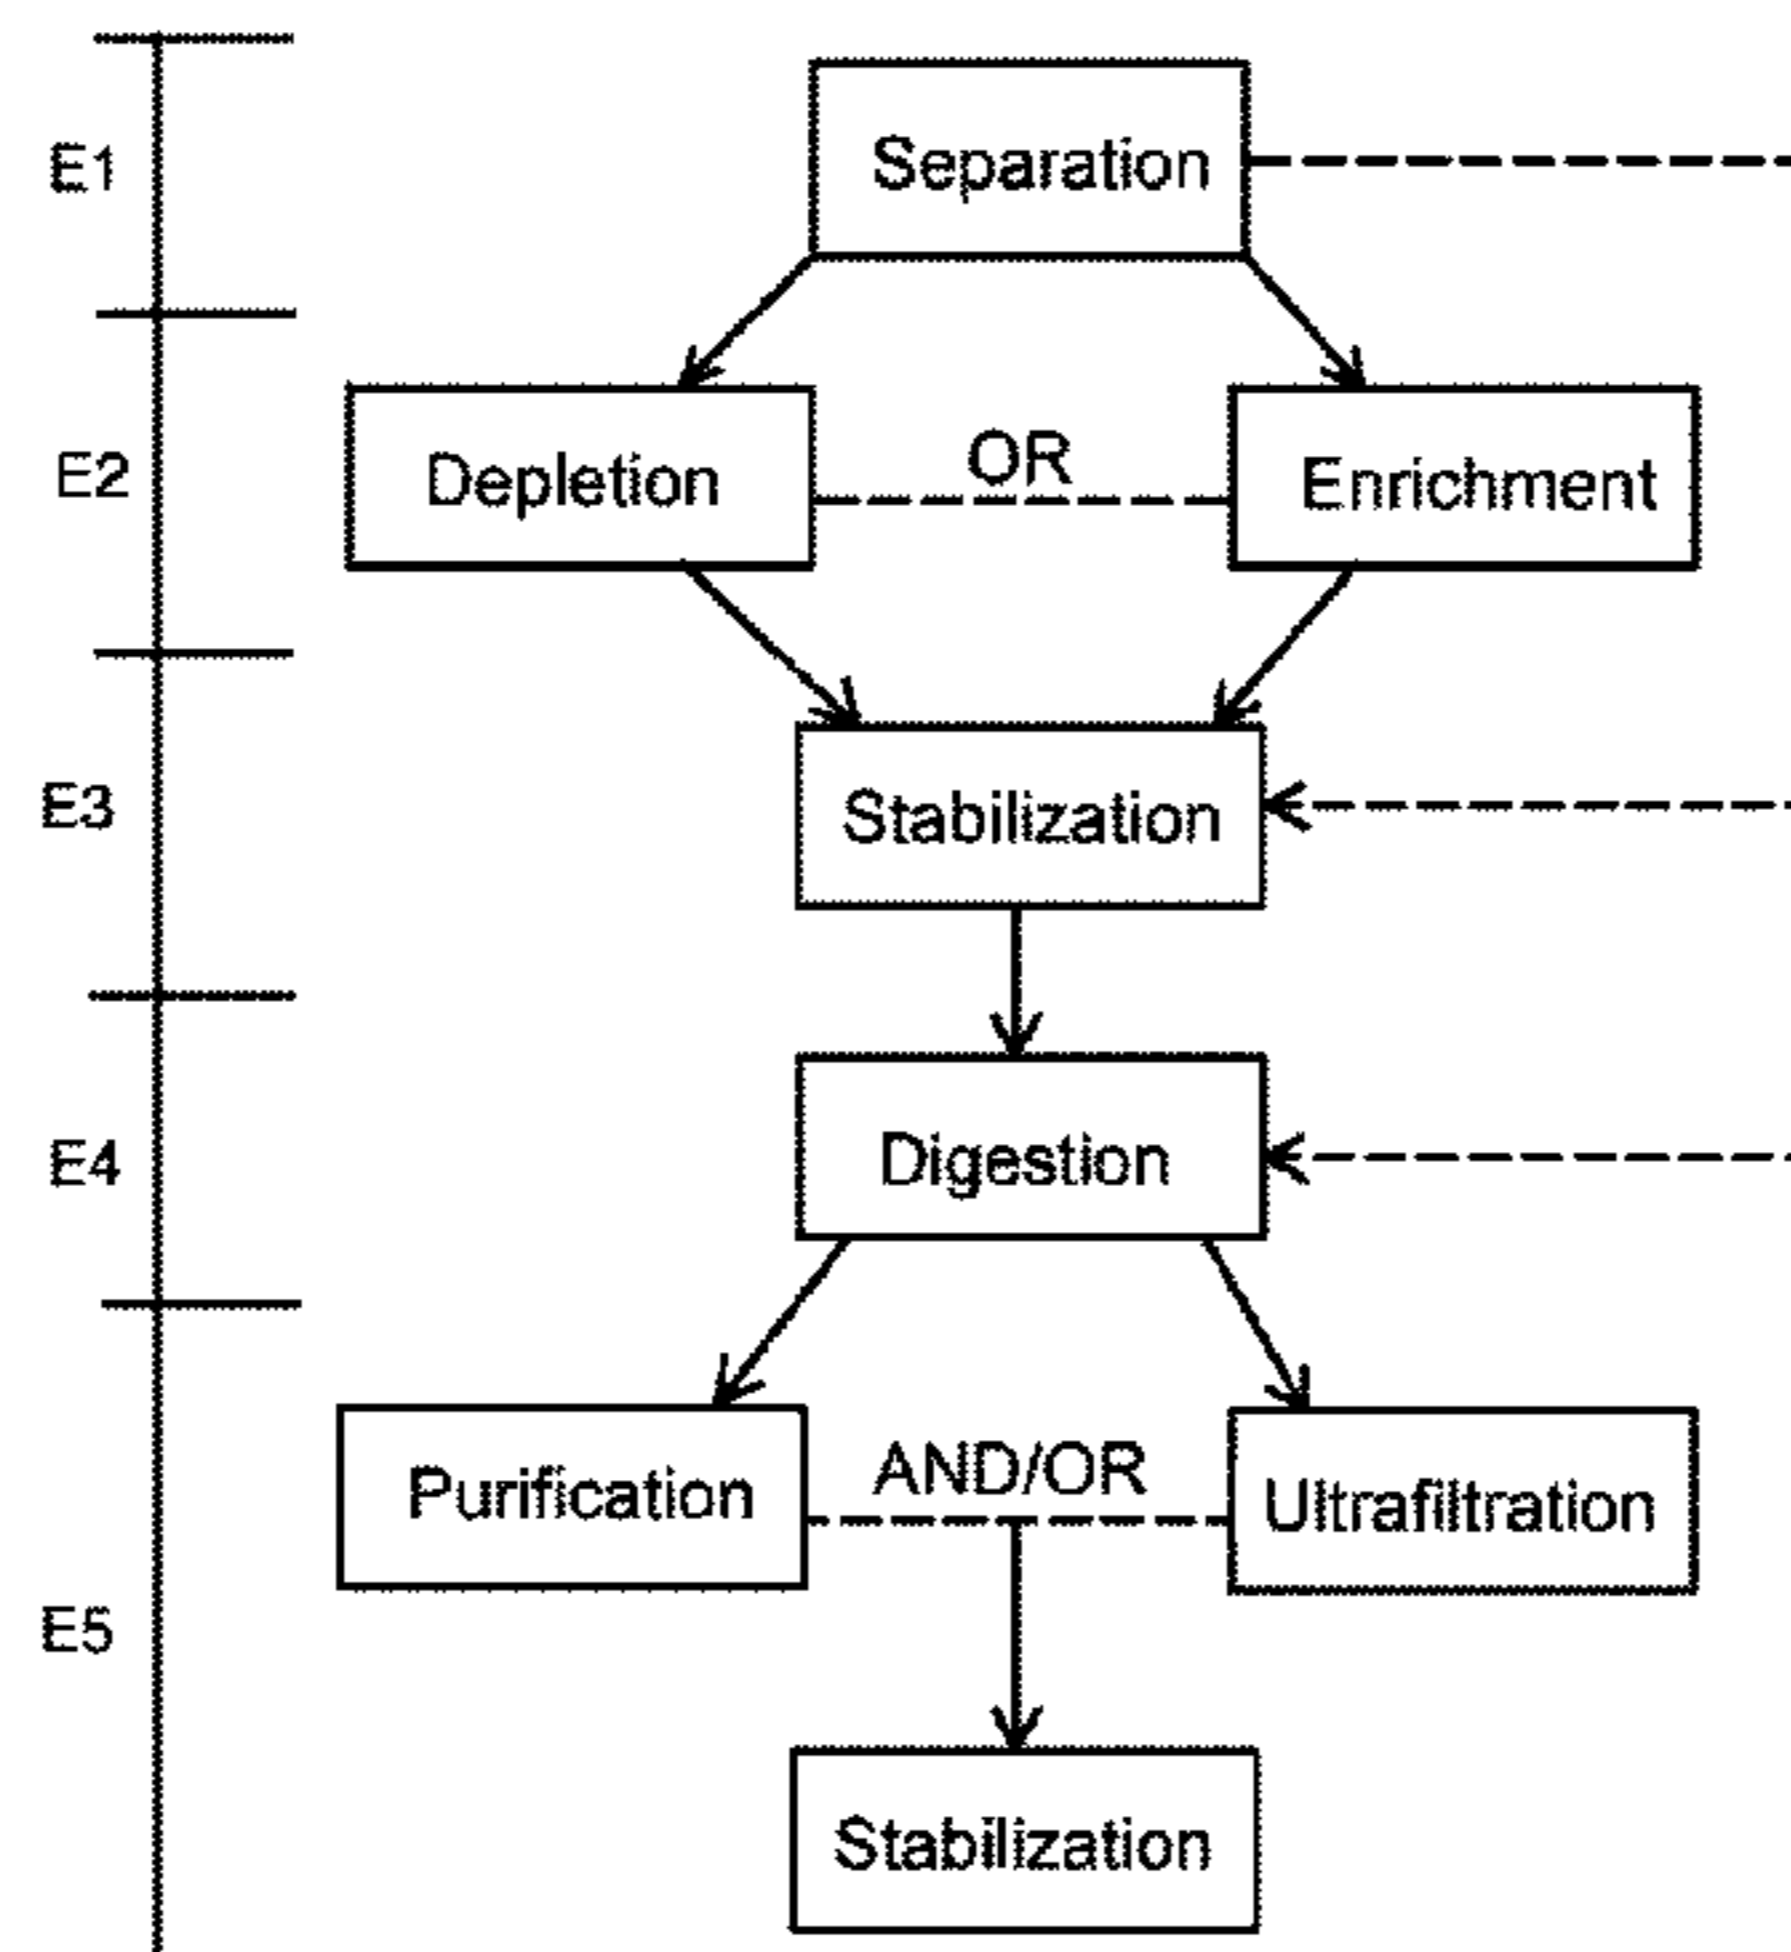 E1
Separation
E2
Depletion
OR
Enrichment
E3
Stabilization
E4
Digestion
Purification
AND/OR
Ultrafiltration
E5
Stabilization